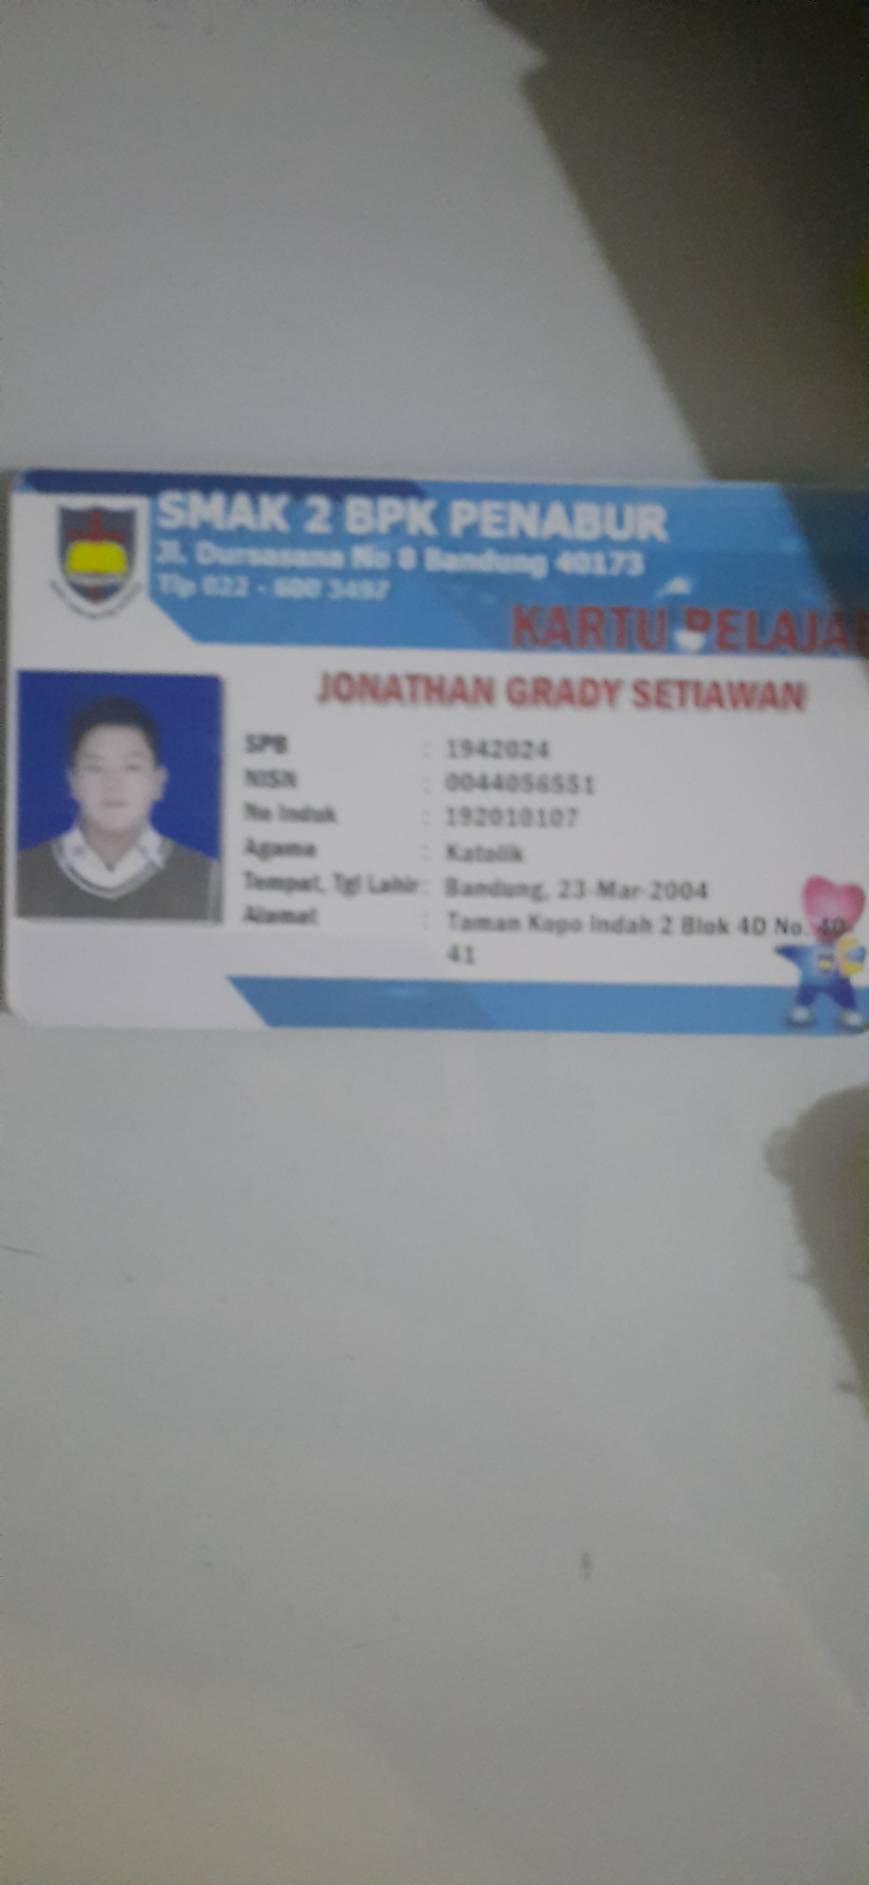 SMAK 2 BPK PENABUR
Jl. Dursasana No 8 Bandung 40173
Tlp 022 - 600 3497
KARTU PELAJAR
JONATHAN GRADY SETIAWAN
SPB : 1942024
NISN : 0044056551
No Induk : 192010107
Agama : Katolik
Tempat, Tgl Lahir : Bandung, 23-Mar-2004
Alamat : Taman Kopo Indah 2 Blok 4D No. 40-
41